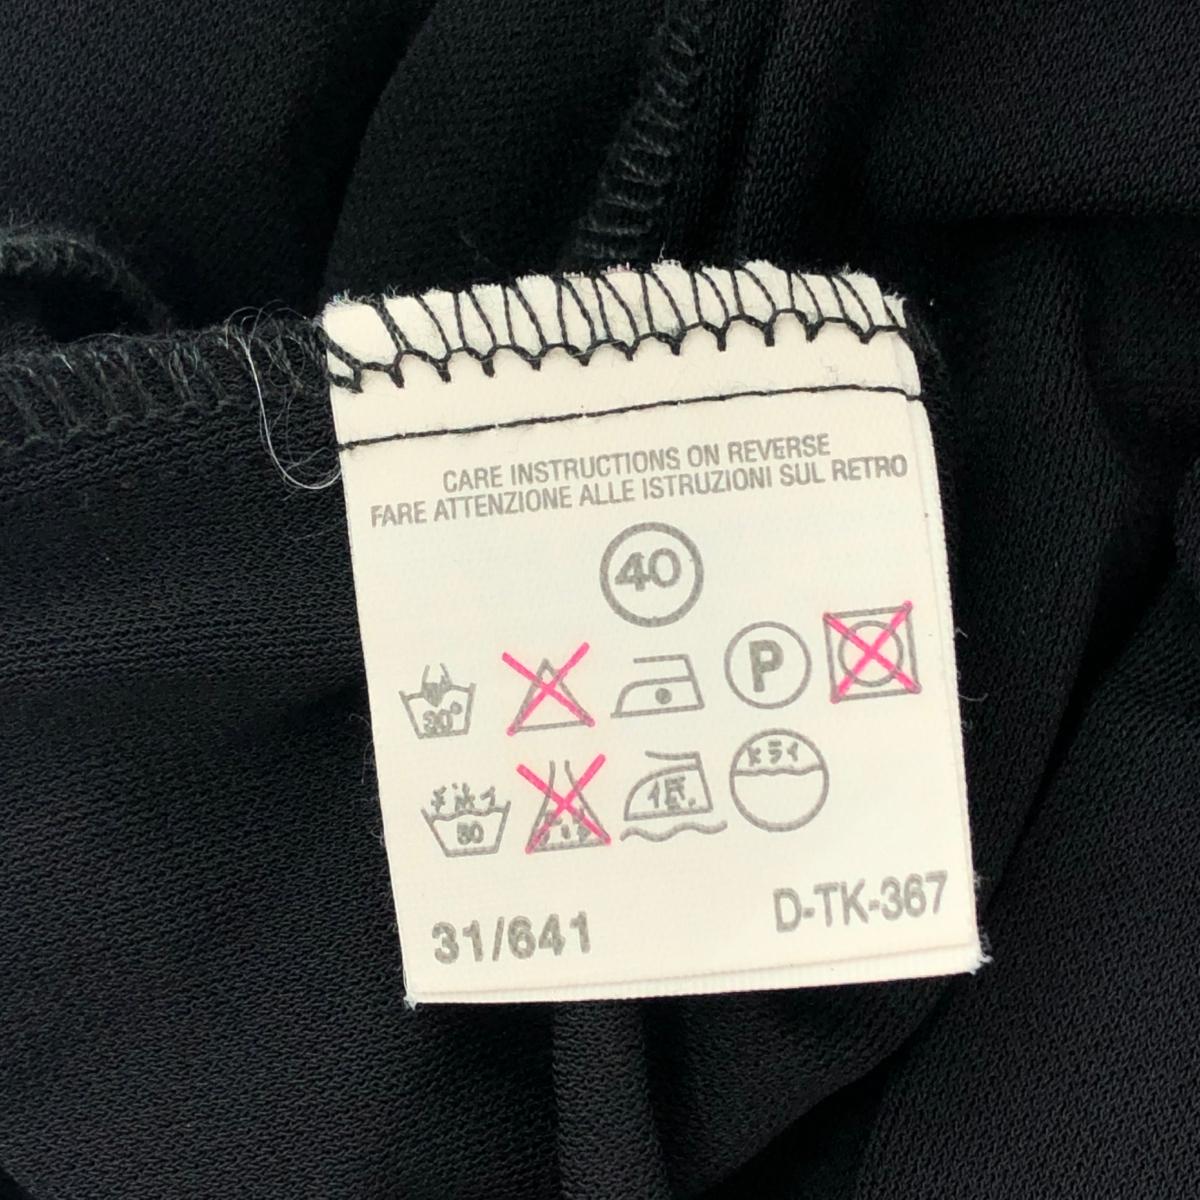 CARE INSTRUCTIONS ON REVERSE
FARE ATTENZIONE ALLE ISTRUZIONI SUL RETRO
40
30°
P
手洗イ
30
ドライ
31/641
D-TK-367